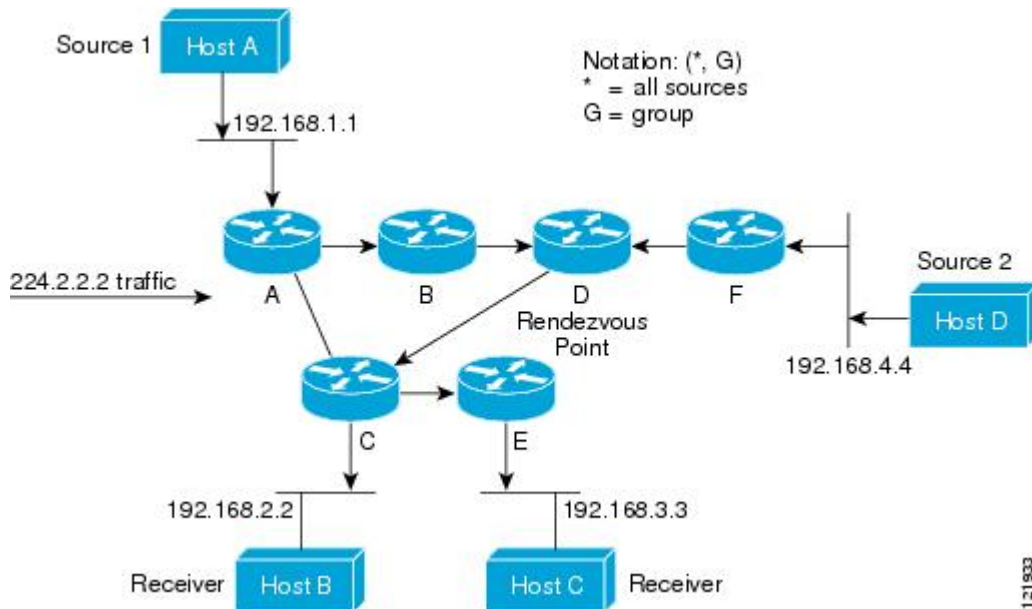 Source 1
Host A
Notation: (*, G)
* = all sources
G = group
192.168.1.1
224.2.2.2 traffic
A
B
D
F
Rendezvous
Point
Source 2
Host D
192.168.4.4
C
E
192.168.2.2
192.168.3.3
Receiver
Host B
Host C
Receiver
121933